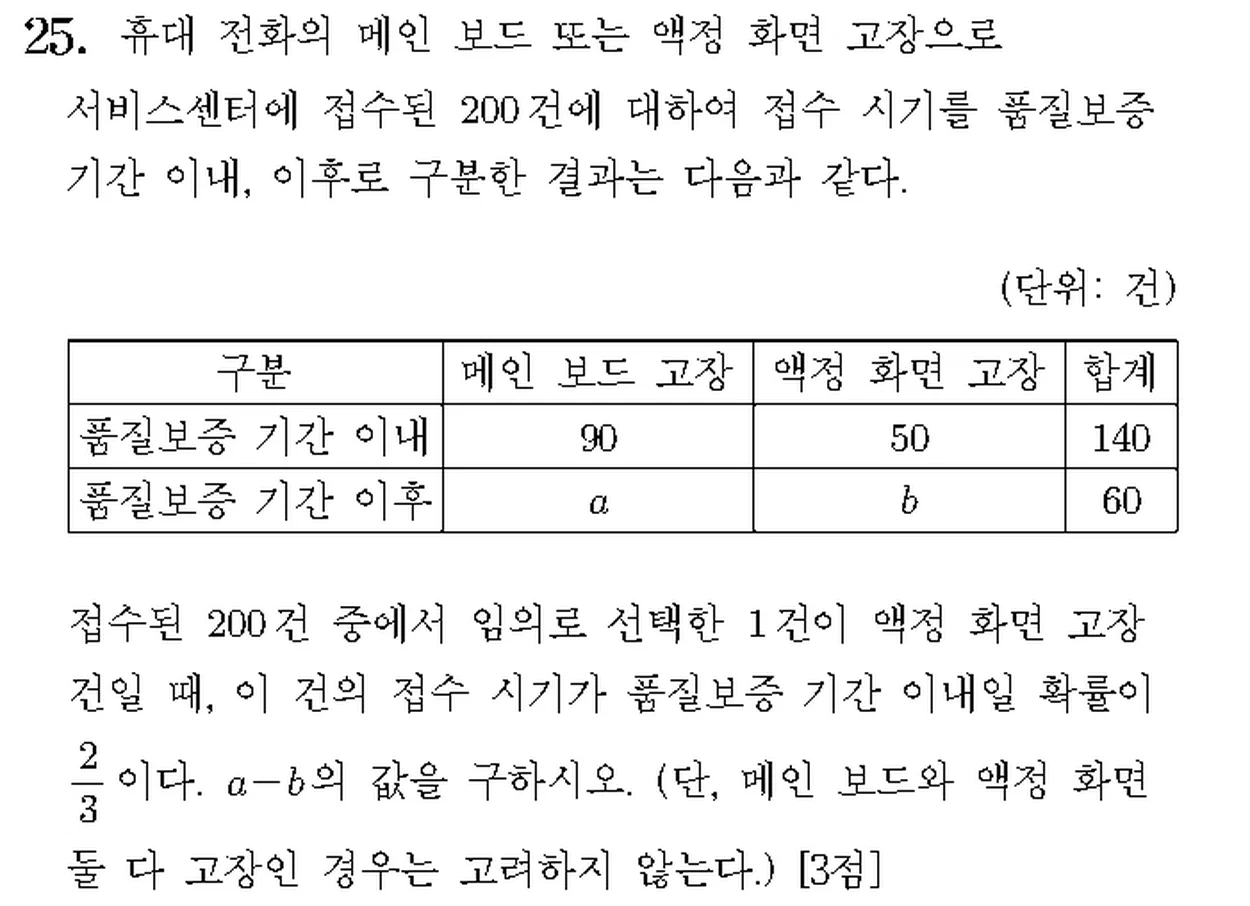 25. 휴대 전화의 메인 보드 또는 액정 화면 고장으로
서비스센터에 접수된 200건에 대하여 접수 시기를 품질보증
기간 이내, 이후로 구분한 결과는 다음과 같다.
(단위: 건)
구분 메인 보드 고장 액정 화면 고장 합계
품질보증 기간 이내 90 50 140
품질보증 기간 이후 a b 60
접수된 200건 중에서 임의로 선택한 1건이 액정 화면 고장
건일 때, 이 건의 접수 시기가 품질보증 기간 이내일 확률이
2/3 이다. a-b의 값을 구하시오. (단, 메인 보드와 액정 화면
둘 다 고장인 경우는 고려하지 않는다.) [3점]